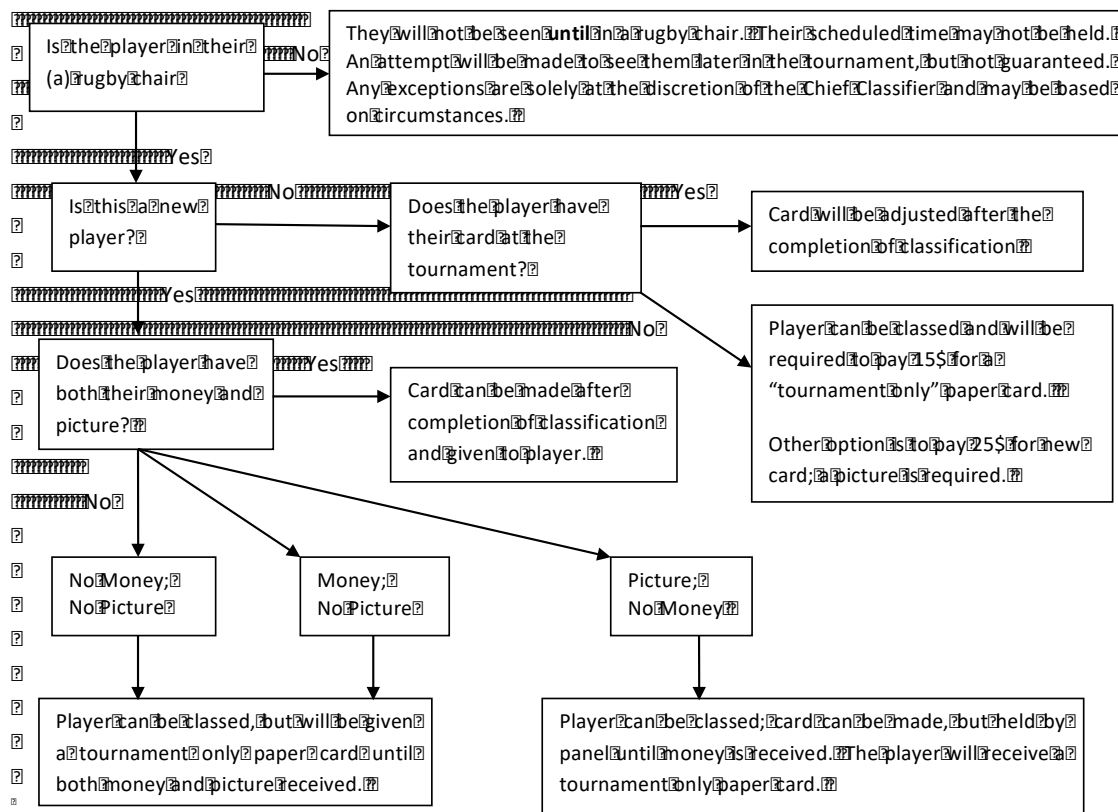 Is the player in their
(a) rugby chair
No
They will not be seen until in a rugby chair. Their scheduled time may not be held.
An attempt will be made to see them later in the tournament, but not guaranteed.
Any exceptions are solely at the discretion of the Chief Classifier and may be based
on circumstances.
Yes
Is this a new
player?
No
Does the player have
their card at the
tournament?
Yes
Card will be adjusted after the
completion of classification
Yes
No
Player can be classed and will be
required to pay 15$ for a
“tournament only” paper card.
Other option is to pay 25$ for new
card; a picture is required.
Does the player have
both their money and
picture?
Yes
Card can be made after
completion of classification
and given to player.
No
No Money;
No Picture
Money;
No Picture
Picture;
No Money
Player can be classed, but will be given
a tournament only paper card until
both money and picture received.
Player can be classed; card can be made, but held by
panel until money is received. The player will receive a
tournament only paper card.